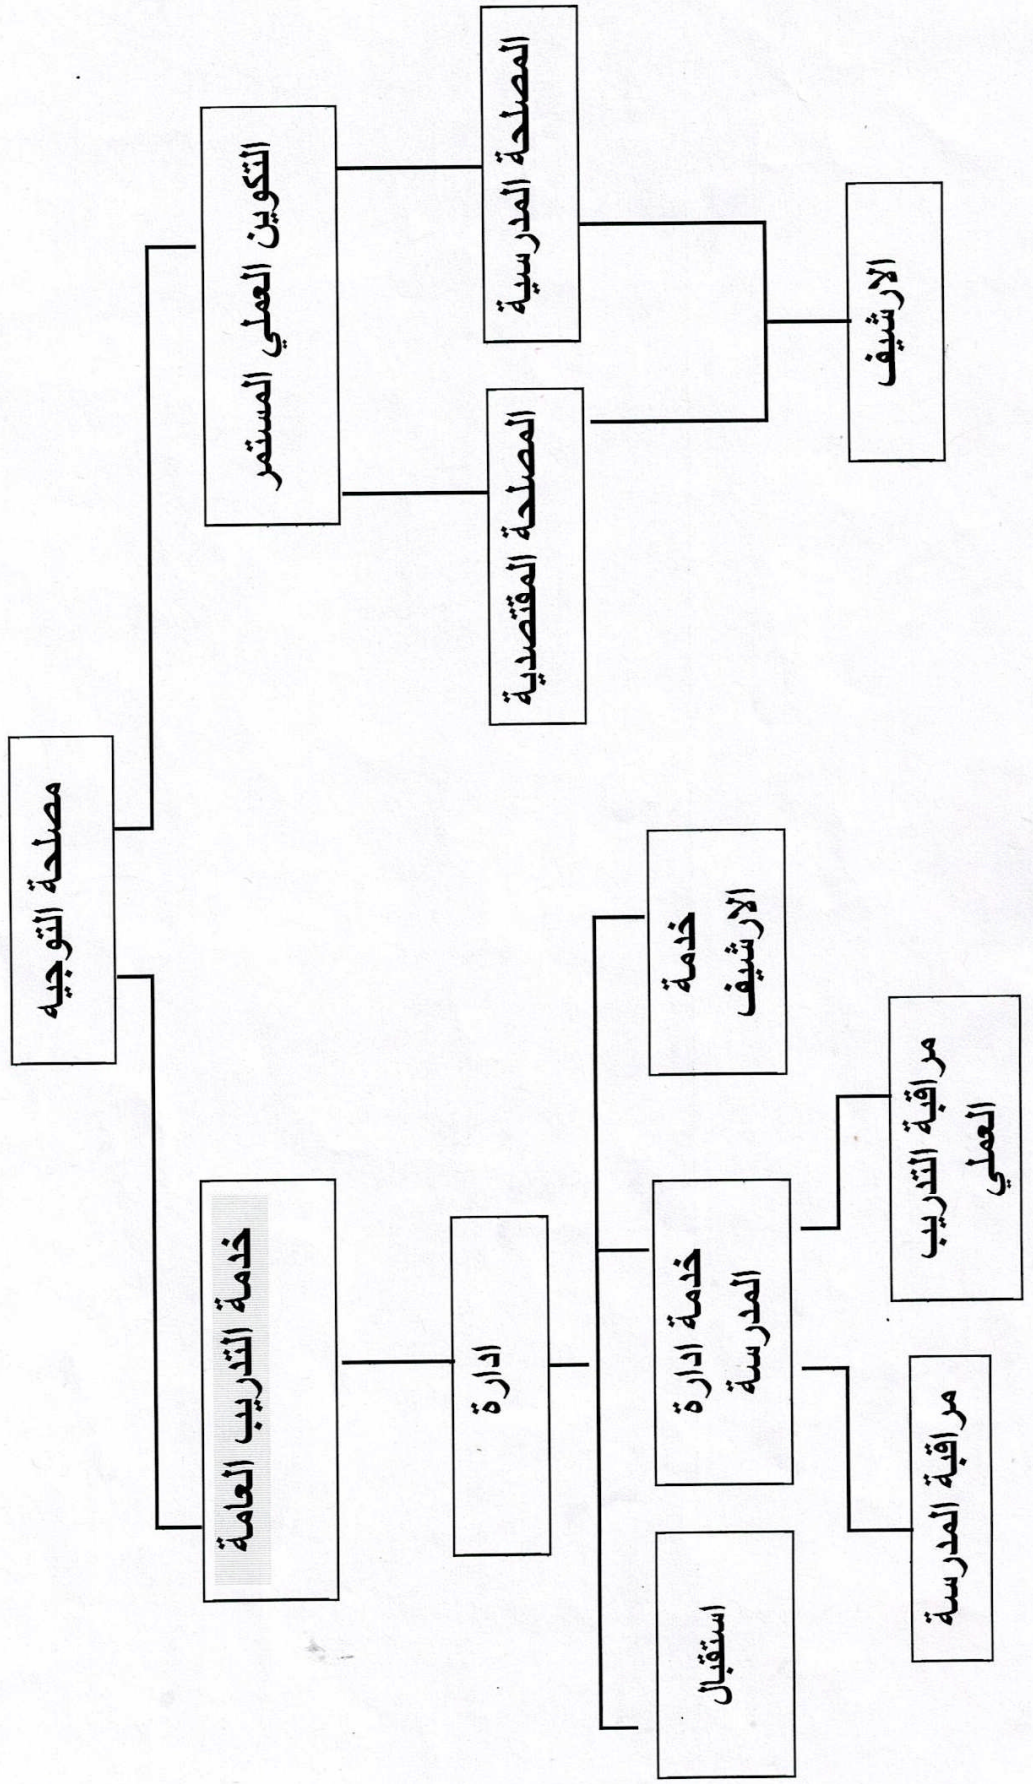 مصلحة التوجيه
التكوين العملي المستمر
خدمة التدريب العامة
المصلحة المدرسية
المصلحة المقتصدية
ادارة
الارشيف
خدمة
الارشيف
خدمة ادارة
المدرسة
استقبال
مراقبة التدريب
العملي
مراقبة المدرسة